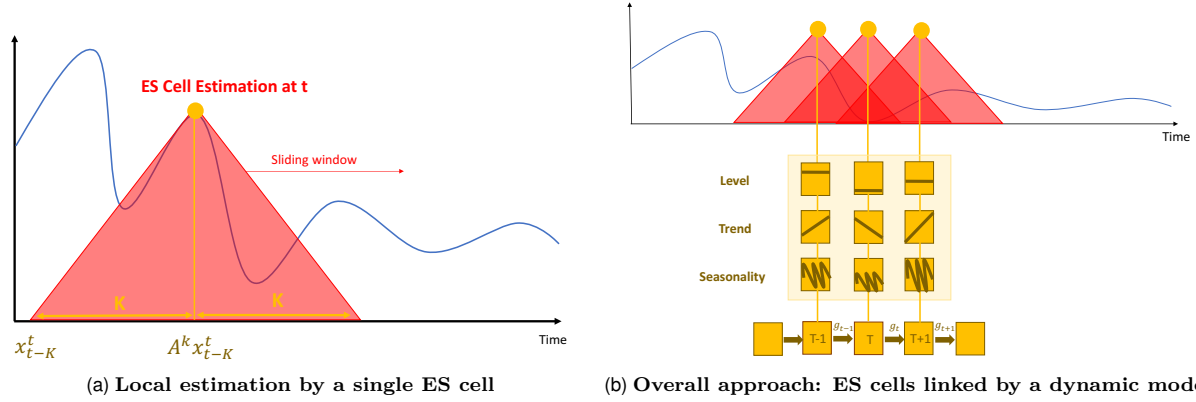 ES Cell Estimation at t
Sliding window
K K
Time
x^t_{t-K}
A^k x^t_{t-K}
(a) Local estimation by a single ES cell
Time
Level
Trend
Seasonality
g_{t-1} g_t g_{t+1}
T-1 T T+1
(b) Overall approach: ES cells linked by a dynamic mode